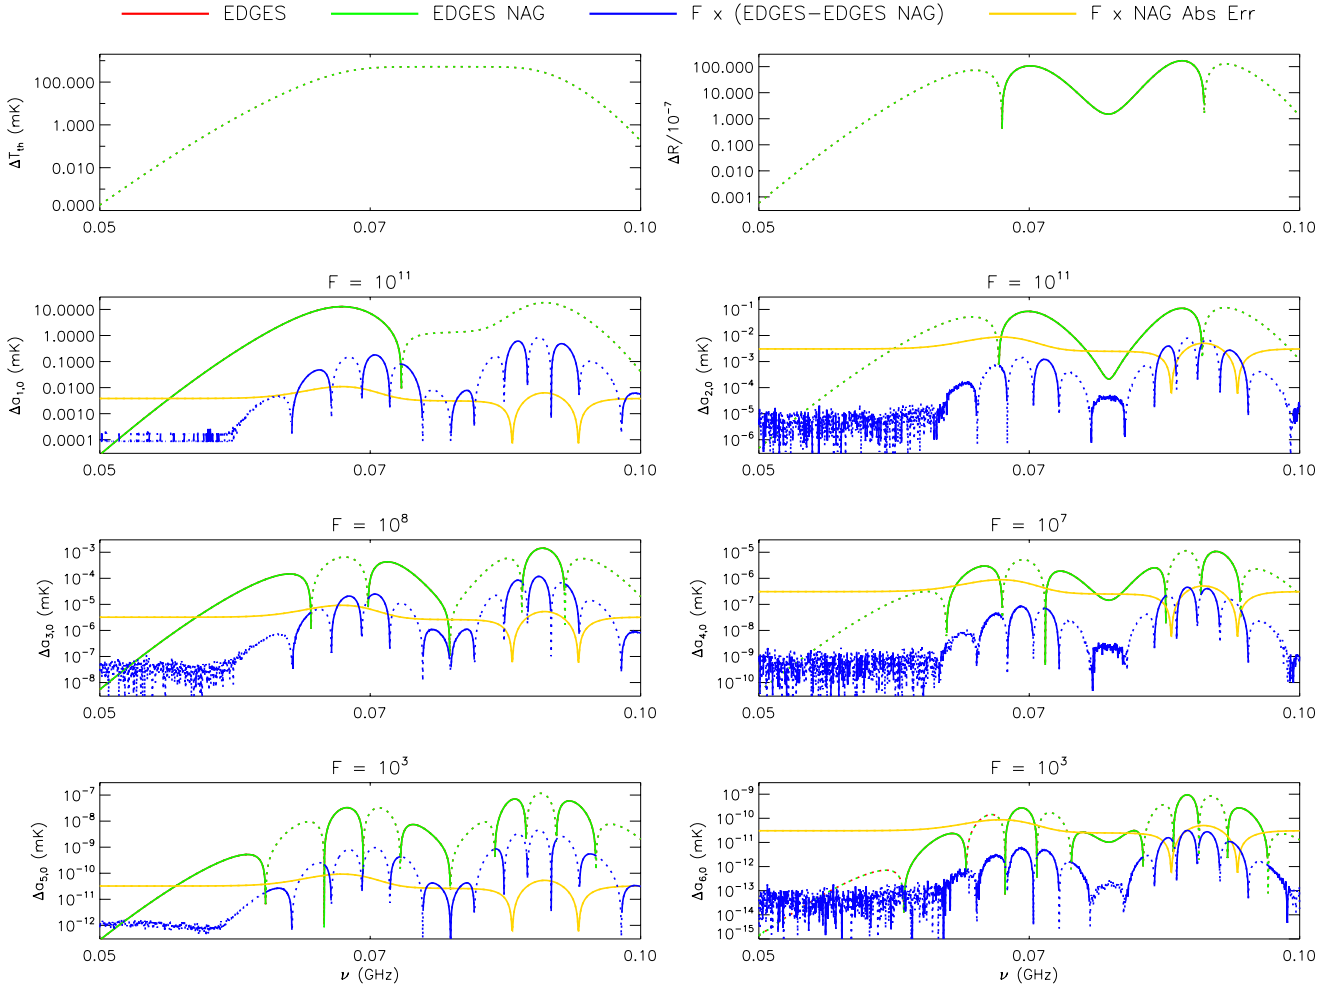 EDGES EDGES NAG F x (EDGES−EDGES NAG) F x NAG Abs Err
ΔT_th (mK)
100.000
1.000
0.010
0.000
0.05 0.07 0.10
ΔR/10^-7
100.000
10.000
1.000
0.100
0.010
0.001
0.05 0.07 0.10
F = 10^11
Δa_1,0 (mK)
10.0000
1.0000
0.1000
0.0100
0.0010
0.0001
0.05 0.07 0.10
F = 10^11
Δa_2,0 (mK)
10^-1
10^-2
10^-3
10^-4
10^-5
10^-6
0.05 0.07 0.10
F = 10^8
Δa_3,0 (mK)
10^-3
10^-4
10^-5
10^-6
10^-7
10^-8
0.05 0.07 0.10
F = 10^7
Δa_4,0 (mK)
10^-5
10^-6
10^-7
10^-8
10^-9
10^-10
0.05 0.07 0.10
F = 10^3
Δa_5,0 (mK)
10^-7
10^-8
10^-9
10^-10
10^-11
10^-12
0.05 0.07 0.10
ν (GHz)
F = 10^3
Δa_6,0 (mK)
10^-9
10^-10
10^-11
10^-12
10^-13
10^-14
10^-15
0.05 0.07 0.10
ν (GHz)